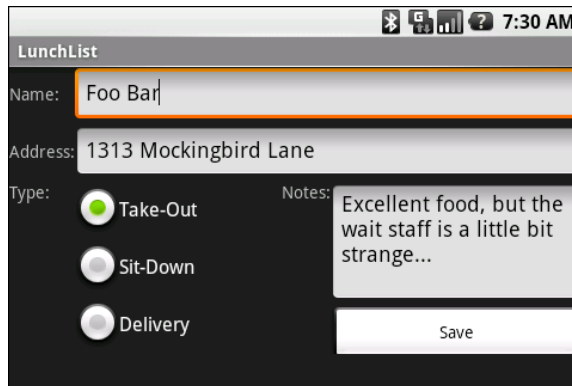 7:30 AM
LunchList
Name: Foo Bar
Address: 1313 Mockingbird Lane
Type:
Take-Out
Sit-Down
Delivery
Notes:
Excellent food, but the
wait staff is a little bit
strange...
Save